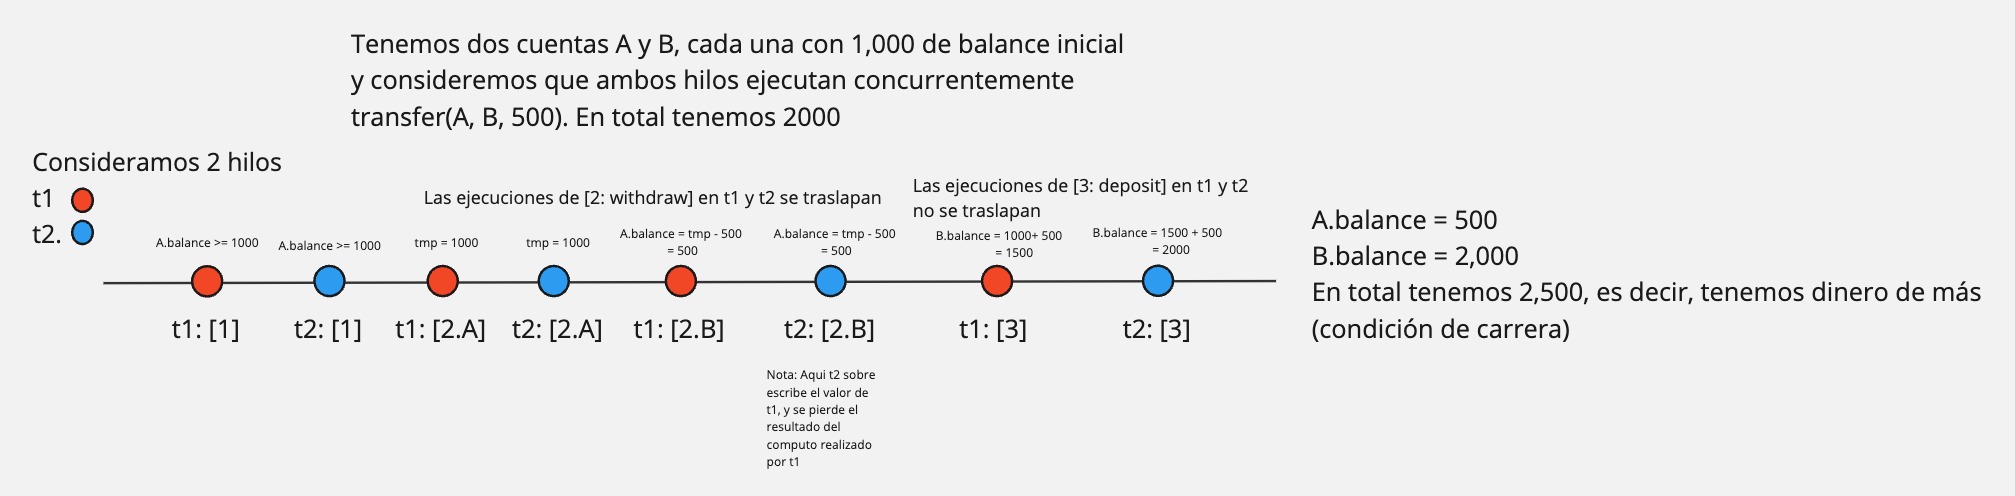 Tenemos dos cuentas A y B, cada una con 1,000 de balance inicial
y consideremos que ambos hilos ejecutan concurrentemente
transfer(A, B, 500). En total tenemos 2000
Consideramos 2 hilos
t1
t2.
Las ejecuciones de [2: withdraw] en t1 y t2 se traslapan
Las ejecuciones de [3: deposit] en t1 y t2
no se traslapan
A.balance >= 1000
A.balance >= 1000
tmp = 1000
tmp = 1000
A.balance = tmp - 500
= 500
A.balance = tmp - 500
= 500
B.balance = 1000+ 500
= 1500
B.balance = 1500 + 500
= 2000
t1: [1]
t2: [1]
t1: [2.A]
t2: [2.A]
t1: [2.B]
t2: [2.B]
t1: [3]
t2: [3]
Nota: Aqui t2 sobre
escribe el valor de
t1, y se pierde el
resultado del
computo realizado
por t1
A.balance = 500
B.balance = 2,000
En total tenemos 2,500, es decir, tenemos dinero de más
(condición de carrera)